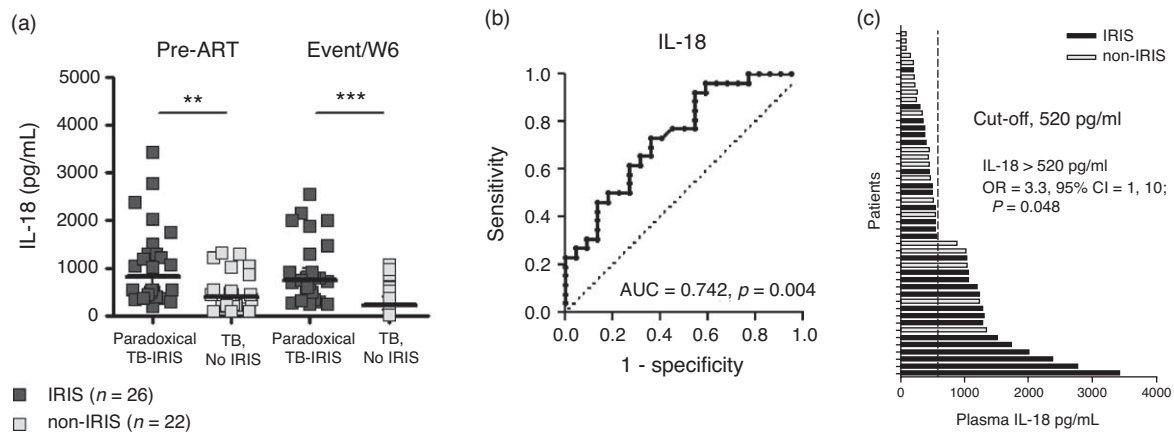 (a)
Pre-ART Event/W6
** ***
5000
4000
3000
2000
1000
0
IL-18 (pg/mL)
Paradoxical TB, Paradoxical TB,
TB-IRIS No IRIS TB-IRIS No IRIS
IRIS (n = 26)
non-IRIS (n = 22)
(b)
IL-18
1.0
0.8
0.6
0.4
0.2
0.0
Sensitivity
AUC = 0.742, p = 0.004
0.0 0.2 0.4 0.6 0.8 1.0
1 - specificity
(c)
IRIS
non-IRIS
Cut-off, 520 pg/ml
IL-18 > 520 pg/ml
OR = 3.3, 95% CI = 1, 10;
P = 0.048
Patients
0 1000 2000 3000 4000
Plasma IL-18 pg/mL